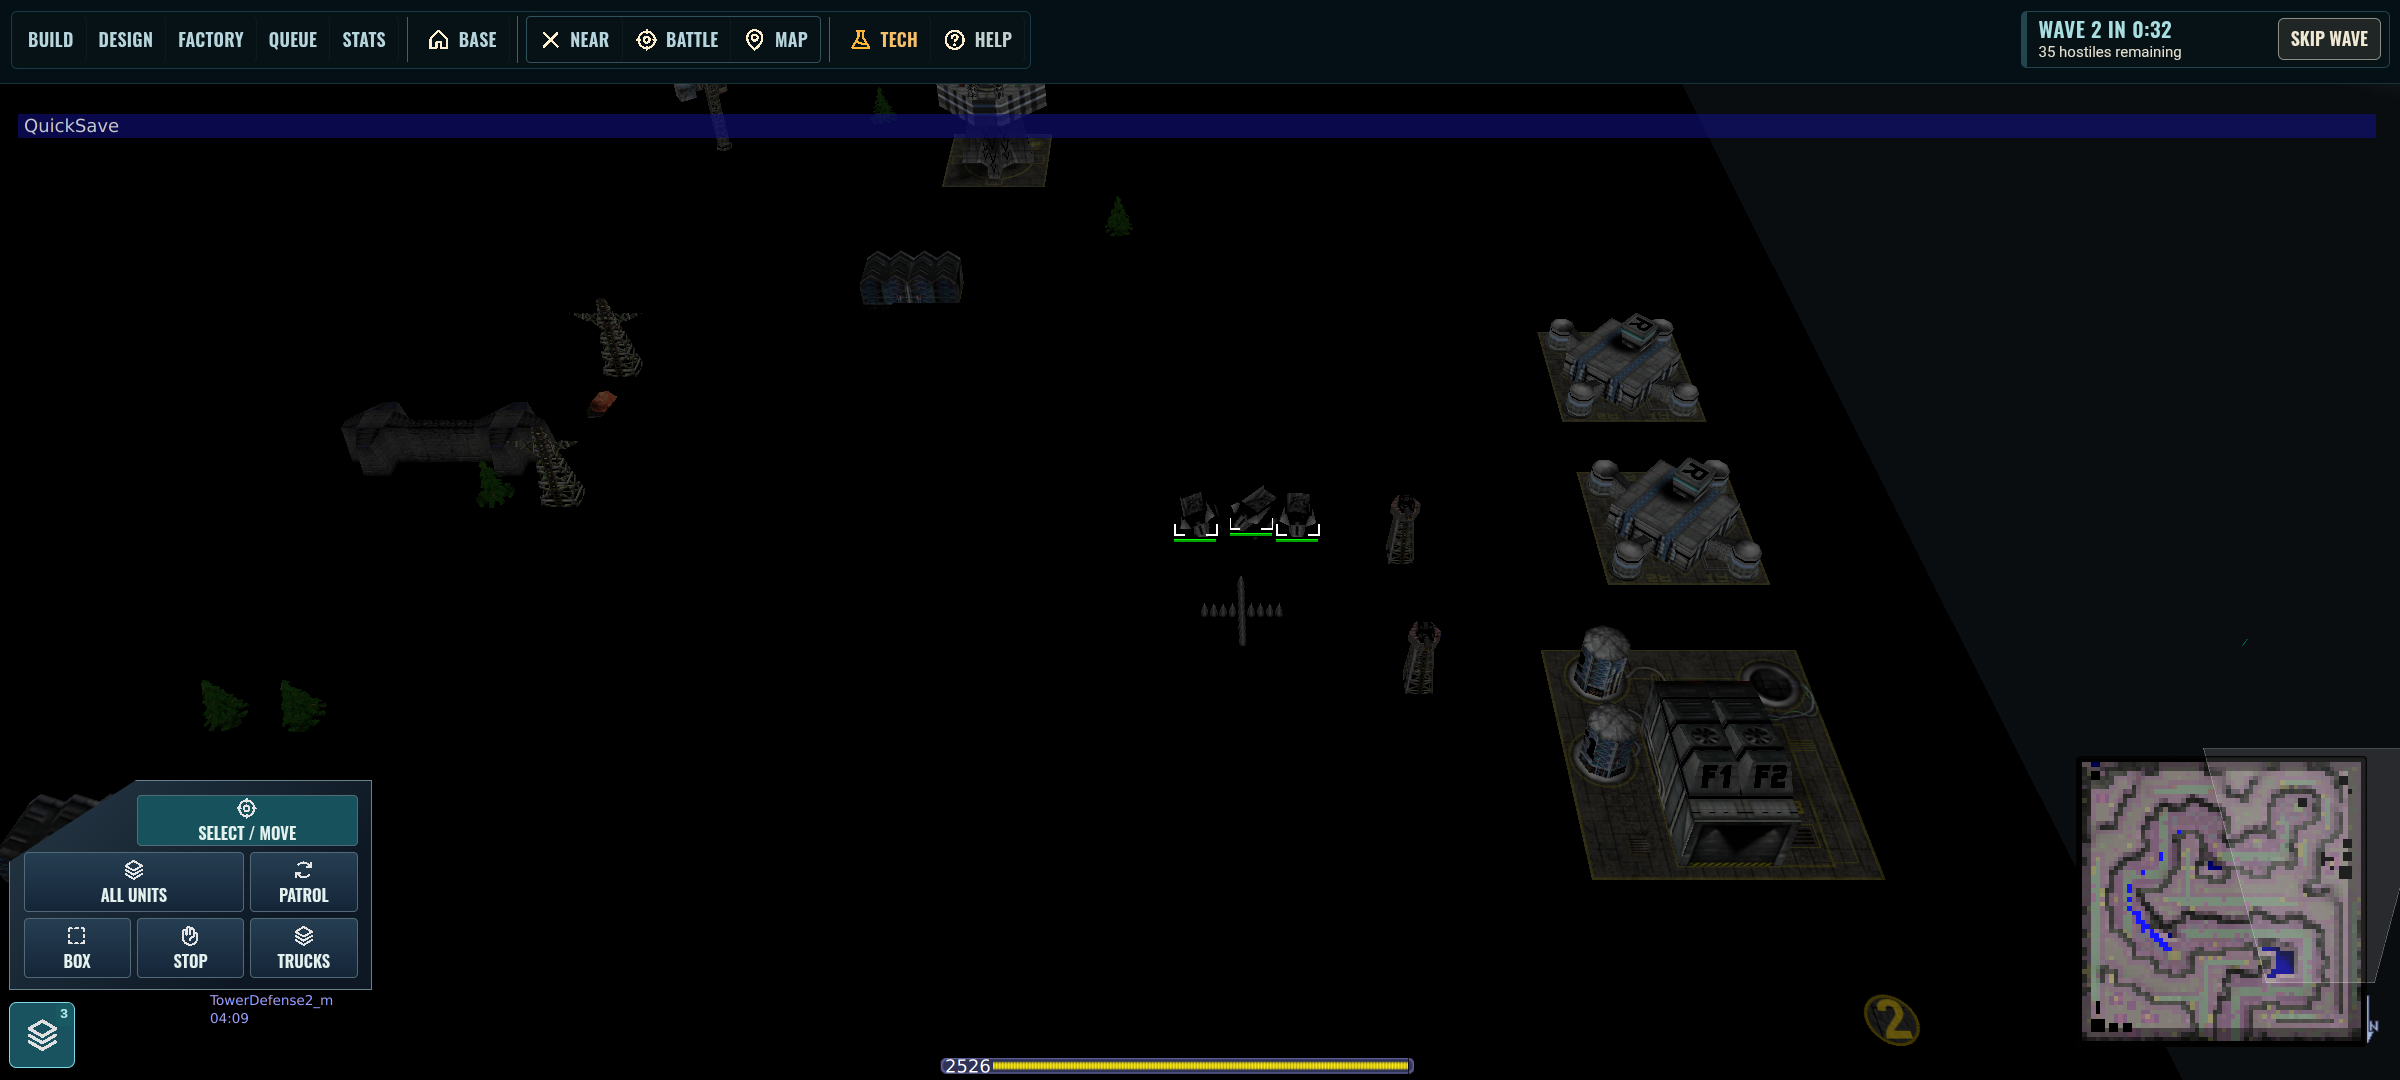 BUILD DESIGN FACTORY QUEUE STATS BASE NEAR BATTLE MAP TECH HELP
WAVE 2 IN 0:32
35 hostiles remaining
SKIP WAVE
QuickSave
R
R
F1 F2
SELECT / MOVE
ALL UNITS PATROL
BOX STOP TRUCKS
TowerDefense2_m
04:09
3
2
N
2526